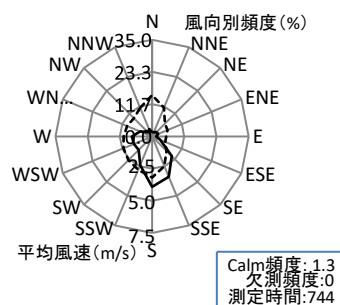 N 風向別頻度(%)
35.0
NNW NNE
NW 23.3 NE
WN... 11.7 ENE
W 0.0 E
WSW 2.5 ESE
SW 5.0 SE
SSW SSE
平均風速(m/s) 7.5
S
Calm頻度: 1.3
欠測頻度:0
測定時間:744